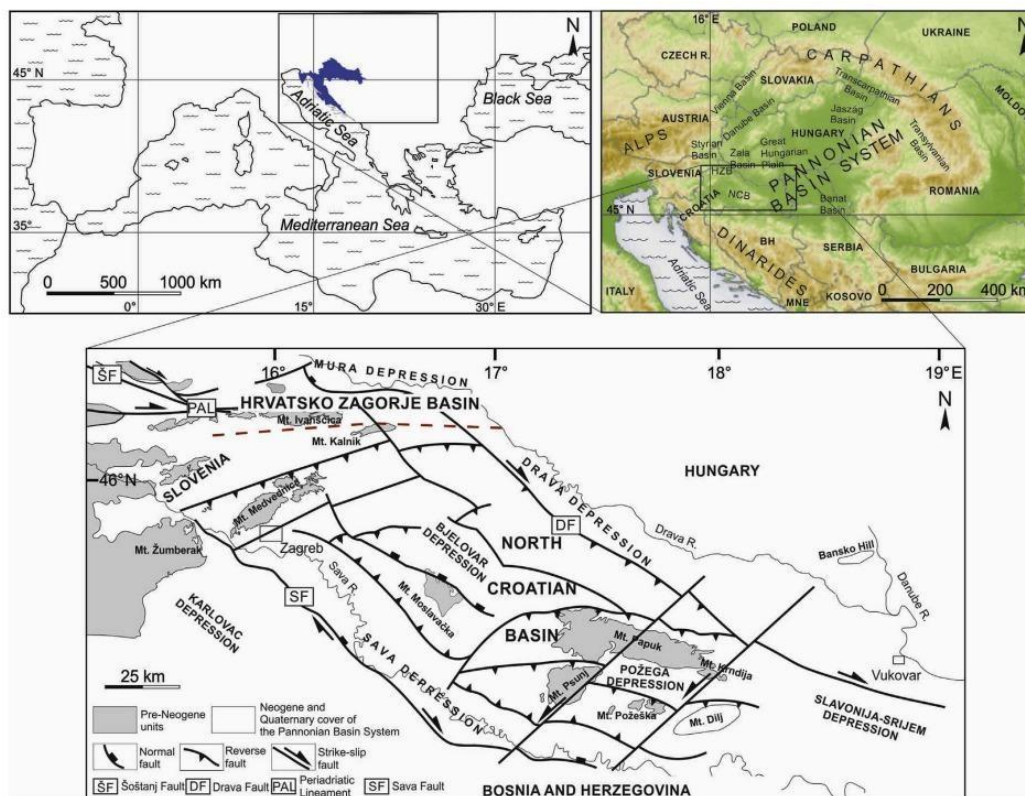 N
45° N
35°
0°
15°
30° E
Adriatic Sea
Black Sea
Mediterranean Sea
0 500 1000 km
16° E
N
POLAND
UKRAINE
CZECH R.
CARPATHIANS
SLOVAKIA
Transcarpathian
Basin
MOLDO
Vienna Basin
Danube Basin
Jaszág
Basin
AUSTRIA
HUNGARY
Transylvanian
Basin
ALPS
Styrian
Basin
Zala
Basin
Great
Hungarian
Plain
PANNONIAN
BASIN SYSTEM
SLOVENIA
HZB
ROMANIA
CROATIA
NCB
45° N
Banat
Basin
BH
SERBIA
DINARIDES
Adriatic Sea
BULGARIA
ITALY
MNE
KOSOVO
0 200 400 km
16°
17°
18°
19°E
N
MURA DEPRESSION
ŠF
PAL
HRVATSKO ZAGORJE BASIN
Mt. Ivanščica
Mt. Kalnik
SLOVENIA
46°N
HUNGARY
DRAVA DEPRESSION
Mt. Medvednica
DF
Drava R.
Mt. Žumberak
Zagreb
BJELOVAR
DEPRESSION
NORTH
CROATIAN
BASIN
Bansko Hill
Danube R.
Sava R.
SF
Mt. Moslavačka
KARLOVAC
DEPRESSION
SAVA DEPRESSION
Mt. Papuk
Mt. Krndija
Mt. Psunj
POŽEGA
DEPRESSION
Vukovar
25 km
Mt. Požeška
Mt. Dilj
SLAVONIJA-SRIJEM
DEPRESSION
Pre-Neogene
units
Neogene and
Quaternary cover of
the Pannonian Basin System
Normal
fault
Reverse
fault
Strike-slip
fault
ŠF Šoštanj Fault
DF Drava Fault
PAL Periadriatic
Lineament
SF Sava Fault
BOSNIA AND HERZEGOVINA